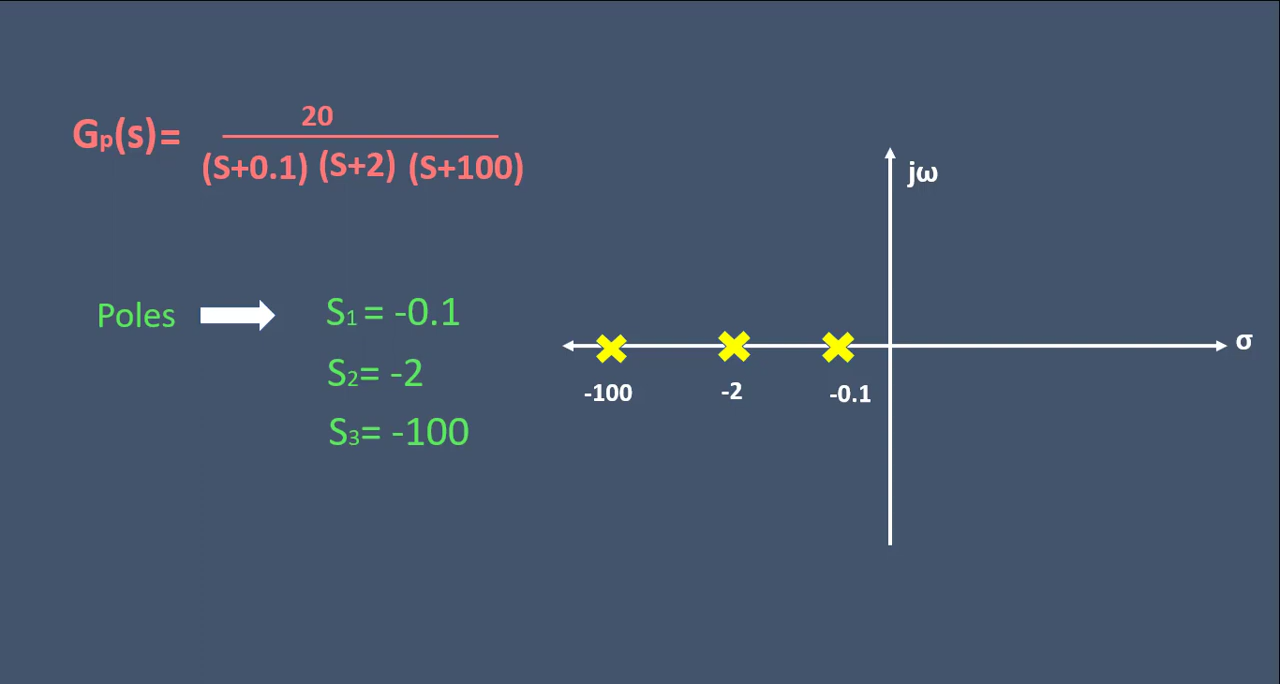 20
Gₚ(s)=
(S+0.1) (S+2) (S+100)
jω
Poles S₁ = -0.1
σ
S₂= -2
-100 -2 -0.1
S₃= -100